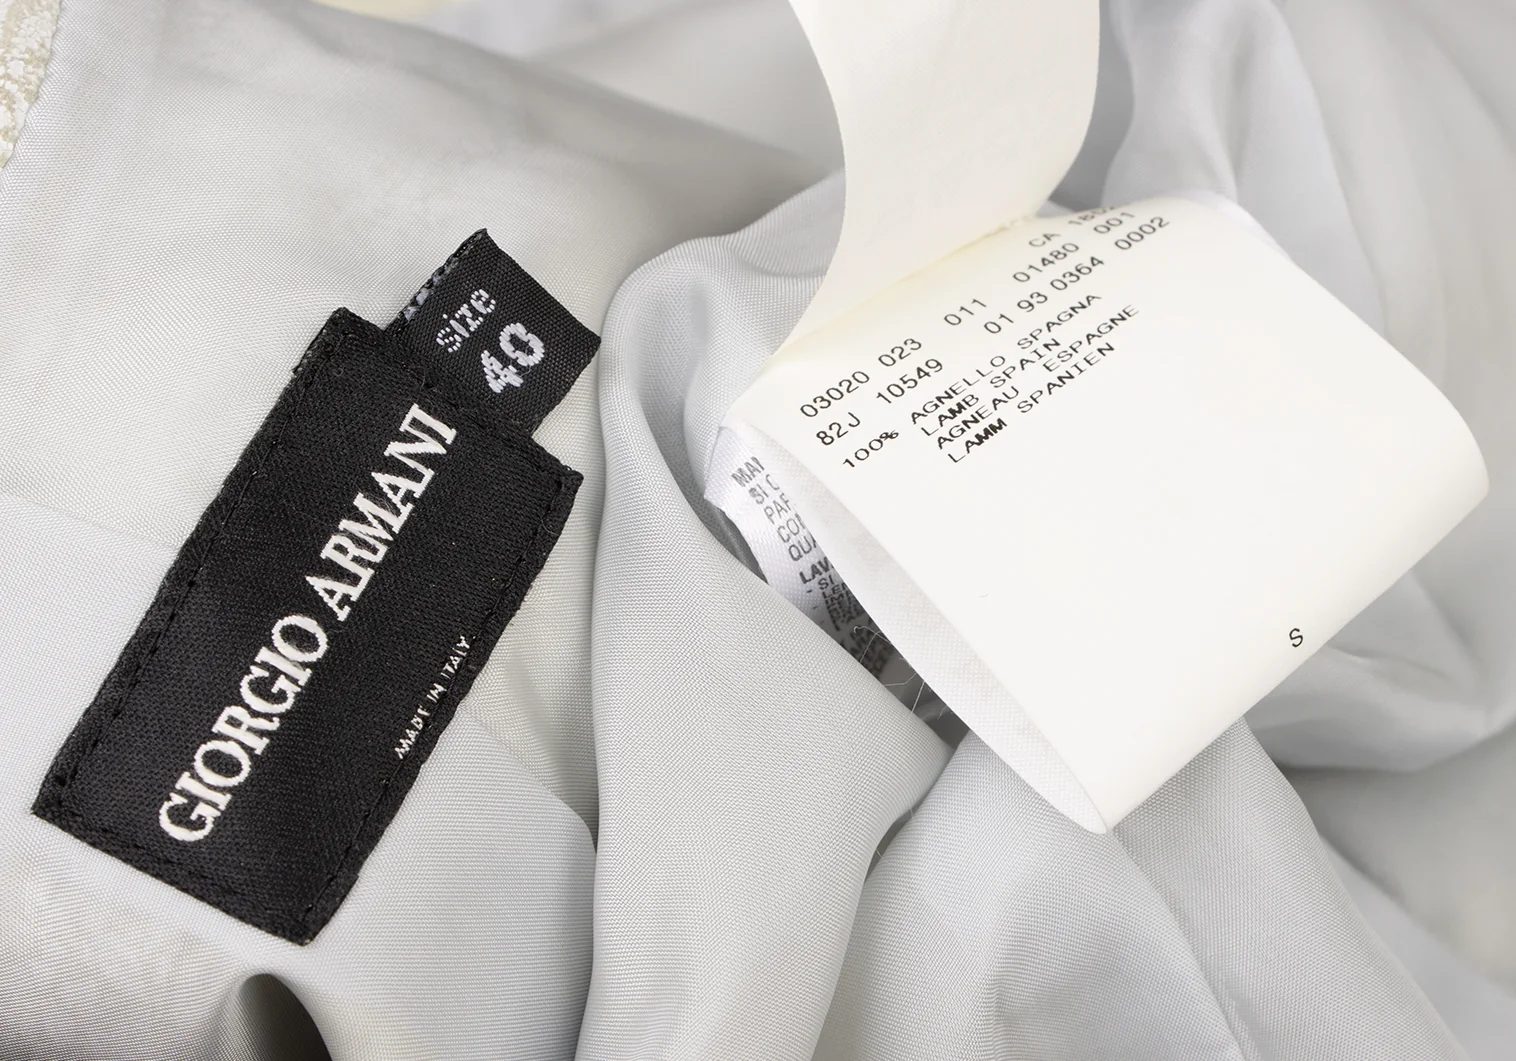 size
40
GIORGIO ARMANI
MADE IN ITALY
CA
01480 001
03020 023 011
01 93 0364 0002
82J 10549
100% AGNELLO SPAGNA
LAMB SPAIN
AGNEAU ESPAGNE
LAMM SPANIEN
S